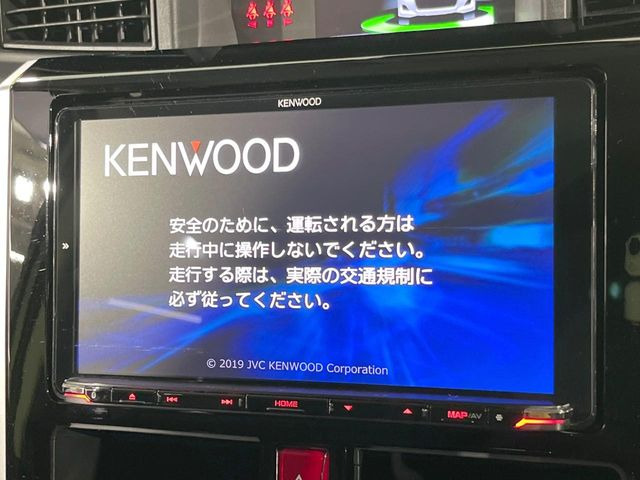 KENWOOD
KENWOOD
安全のために、運転される方は
走行中に操作しないでください。
走行する際は、実際の交通規制に
必ず従ってください。
© 2019 JVC KENWOOD Corporation
HOME
MAP/AV